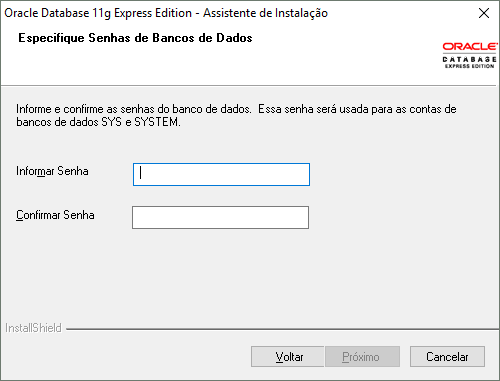 Oracle Database 11g Express Edition - Assistente de Instalação
Especifique Senhas de Bancos de Dados
ORACLE
DATABASE
EXPRESS EDITION
Informe e confirme as senhas do banco de dados. Essa senha será usada para as contas de
bancos de dados SYS e SYSTEM.
Informar Senha
Confirmar Senha
InstallShield
Voltar
Próximo
Cancelar